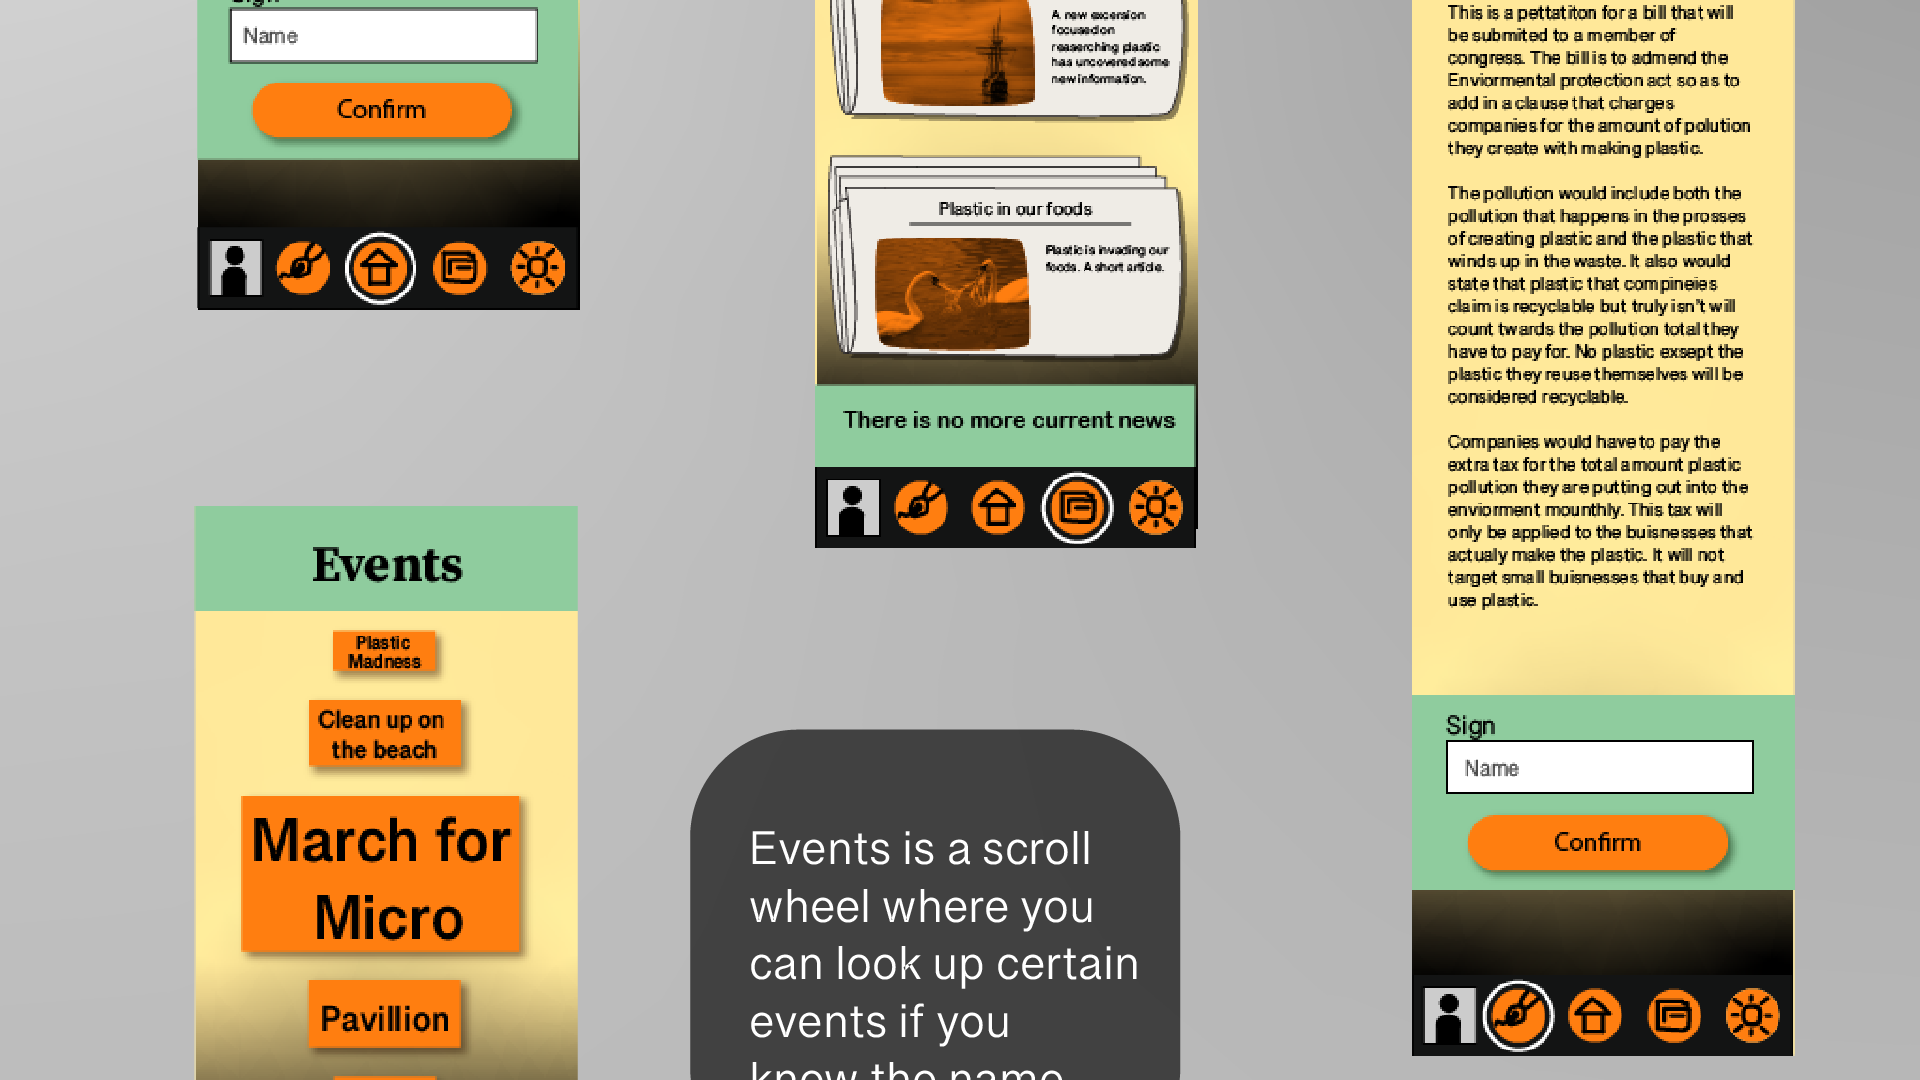 Sign
Name
Confirm
A new excersion
focused on
reaserching plastic
has uncovered some
new information.
Plastic in our foods
Plastic is invading our
foods. A short article.
There is no more current news
This is a pettatiton for a bill that will
be submited to a member of
congress. The bill is to admend the
Enviormental protection act so as to
add in a clause that charges
companies for the amount of polution
they create with making plastic.
The pollution would include both the
pollution that happens in the prosses
of creating plastic and the plastic that
winds up in the waste. It also would
state that plastic that compineies
claim is recyclable but truly isn't will
count twards the pollution total they
have to pay for. No plastic exsept the
plastic they reuse themselves will be
considered recyclable.
Companies would have to pay the
extra tax for the total amount plastic
pollution they are putting out into the
enviorment mounthly. This tax will
only be applied to the buisnesses that
actualy make the plastic. It will not
target small buisnesses that buy and
use plastic.
Sign
Name
Confirm
Events
Plastic
Madness
Clean up on
the beach
March for
Micro
Pavillion
Events is a scroll
wheel where you
can look up certain
events if you
know the name